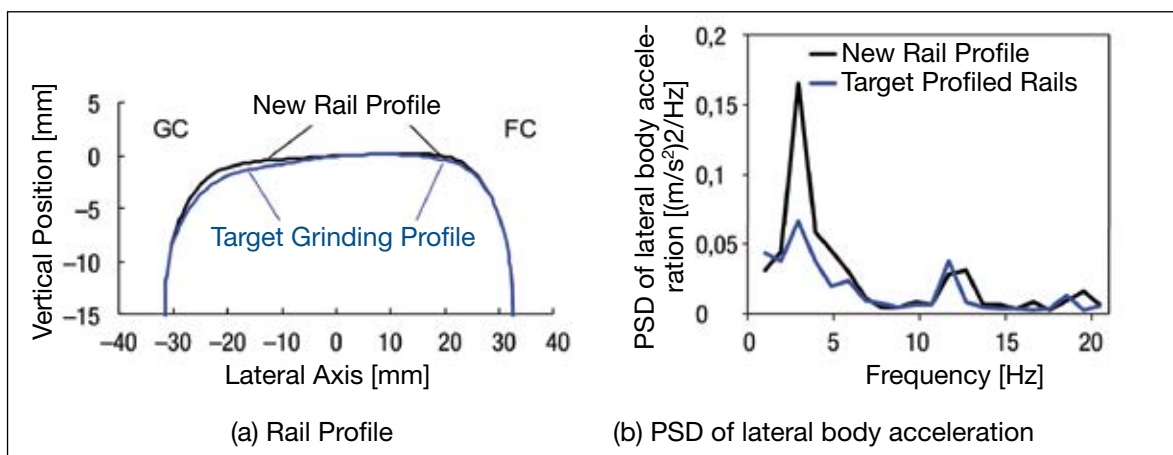 5
0
−5
−10
−15
−40 −30 −20 −10 0 10 20 30 40
Vertical Position [mm]
Lateral Axis [mm]
GC
FC
New Rail Profile
Target Grinding Profile
(a) Rail Profile
PSD of lateral body accele-
ration [(m/s²)2/Hz]
0,2
0,15
0,1
0,05
0
0 5 10 15 20
Frequency [Hz]
New Rail Profile
Target Profiled Rails
(b) PSD of lateral body acceleration